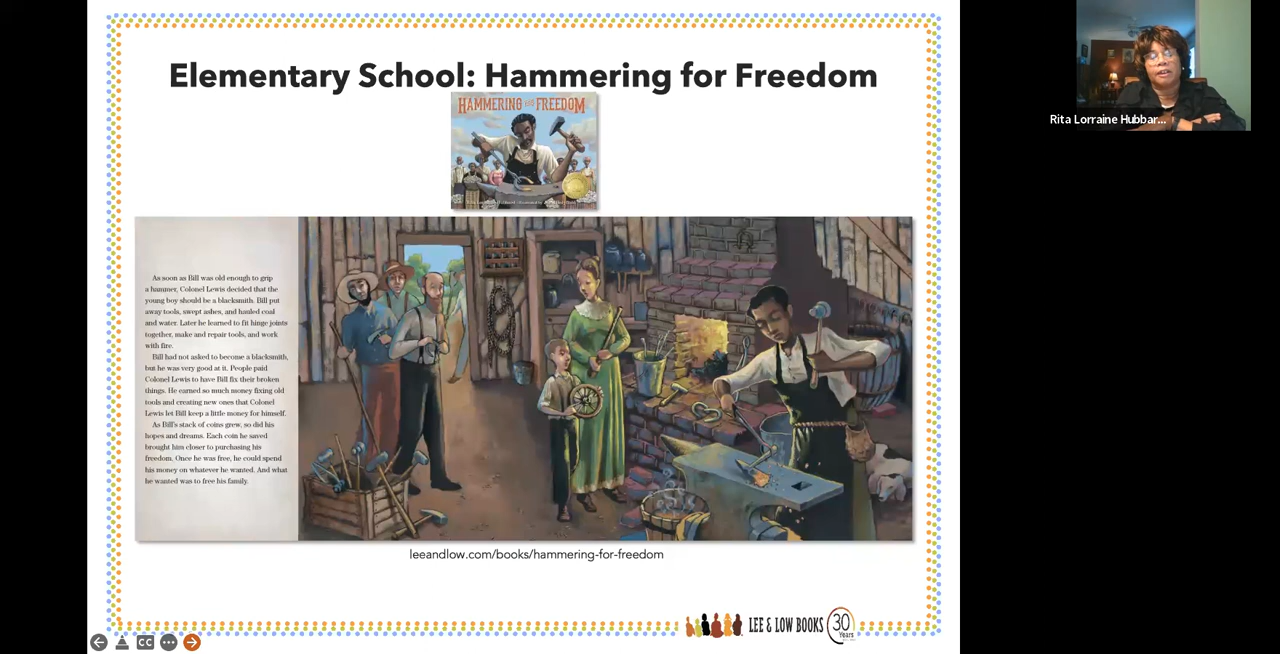 Elementary School: Hammering for Freedom
HAMMERING FOR FREEDOM
As soon as Bill was old enough to grip
a hammer, Colonel Lewis decided that the
young boy should be a blacksmith. Bill put
away tools, swept ashes, and hauled coal
and water. Later he learned to fit hinge joints
together, make and repair tools, and work
with fire.
Bill had not asked to become a blacksmith,
but he was very good at it. People paid
Colonel Lewis to have Bill fix their broken
things. He earned so much money fixing old
tools and creating new ones that Colonel
Lewis let Bill keep a little money for himself.
As Bill's stack of coins grew, so did his
hopes and dreams. Each coin he saved
brought him closer to purchasing his
freedom. Once he was free, he could spend
his money on whatever he wanted. And what
he wanted was to free his family.
leeandlow.com/books/hammering-for-freedom
LEE & LOW BOOKS
30
Years
CC
Rita Lorraine Hubbar...